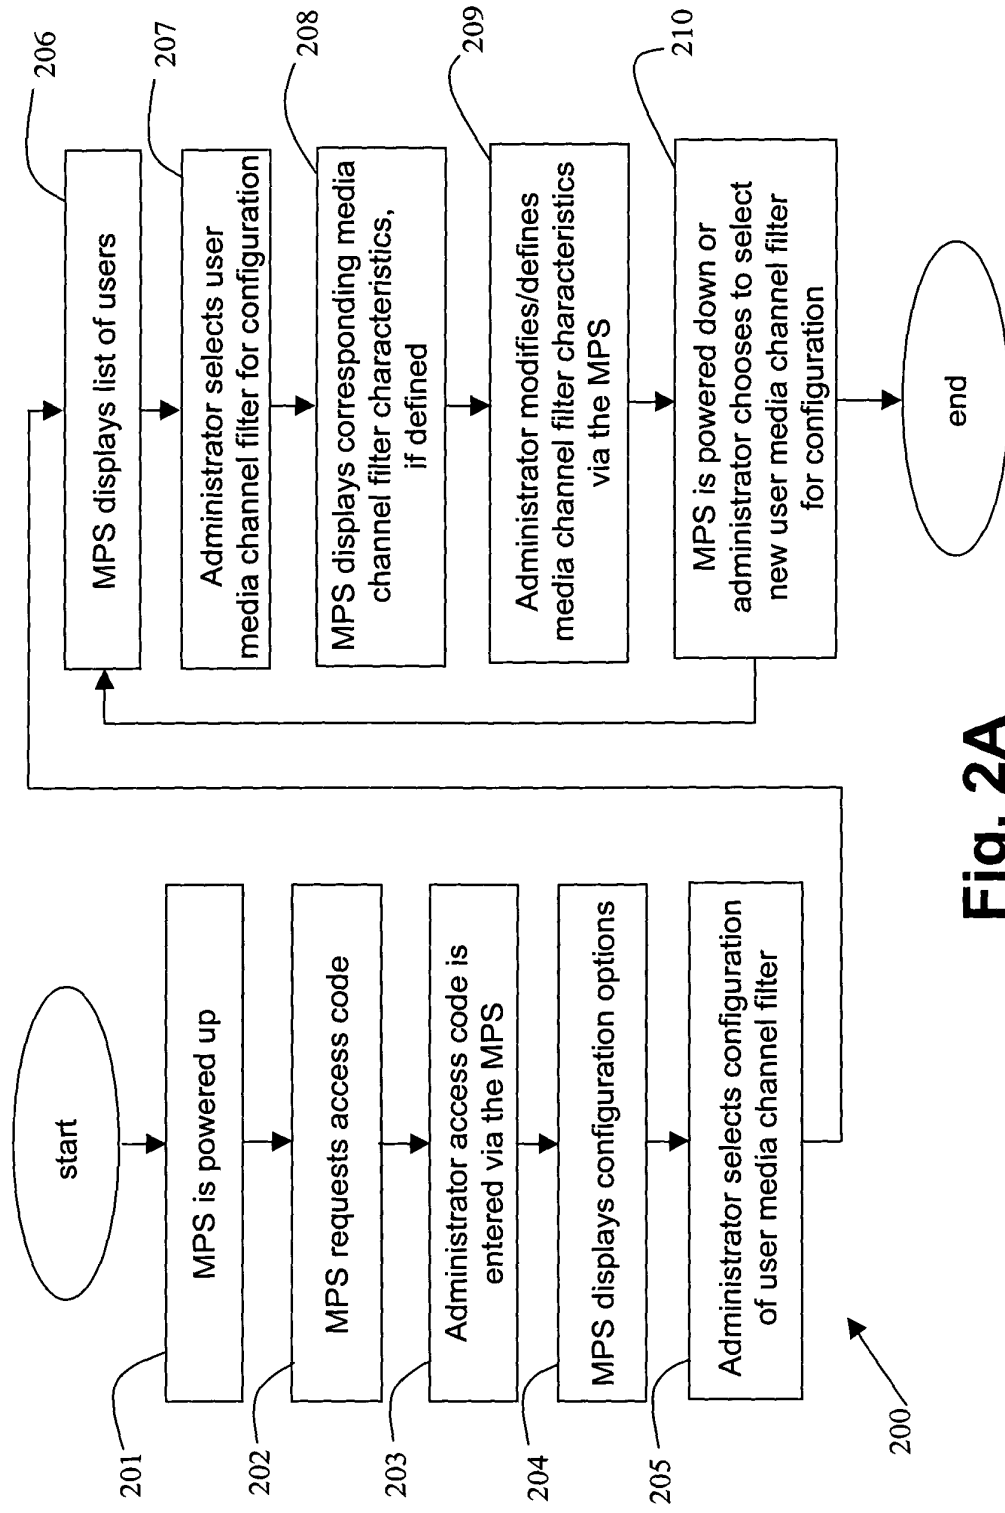 start
201
MPS is powered up
202
MPS requests access code
203
Administrator access code is
entered via the MPS
204
MPS displays configuration options
205
Administrator selects configuration
of user media channel filter
200
206
MPS displays list of users
207
Administrator selects user
media channel filter for configuration
208
MPS displays corresponding media
channel filter characteristics,
if defined
209
Administrator modifies/defines
media channel filter characteristics
via the MPS
210
MPS is powered down or
administrator chooses to select
new user media channel filter
for configuration
end
Fig. 2A